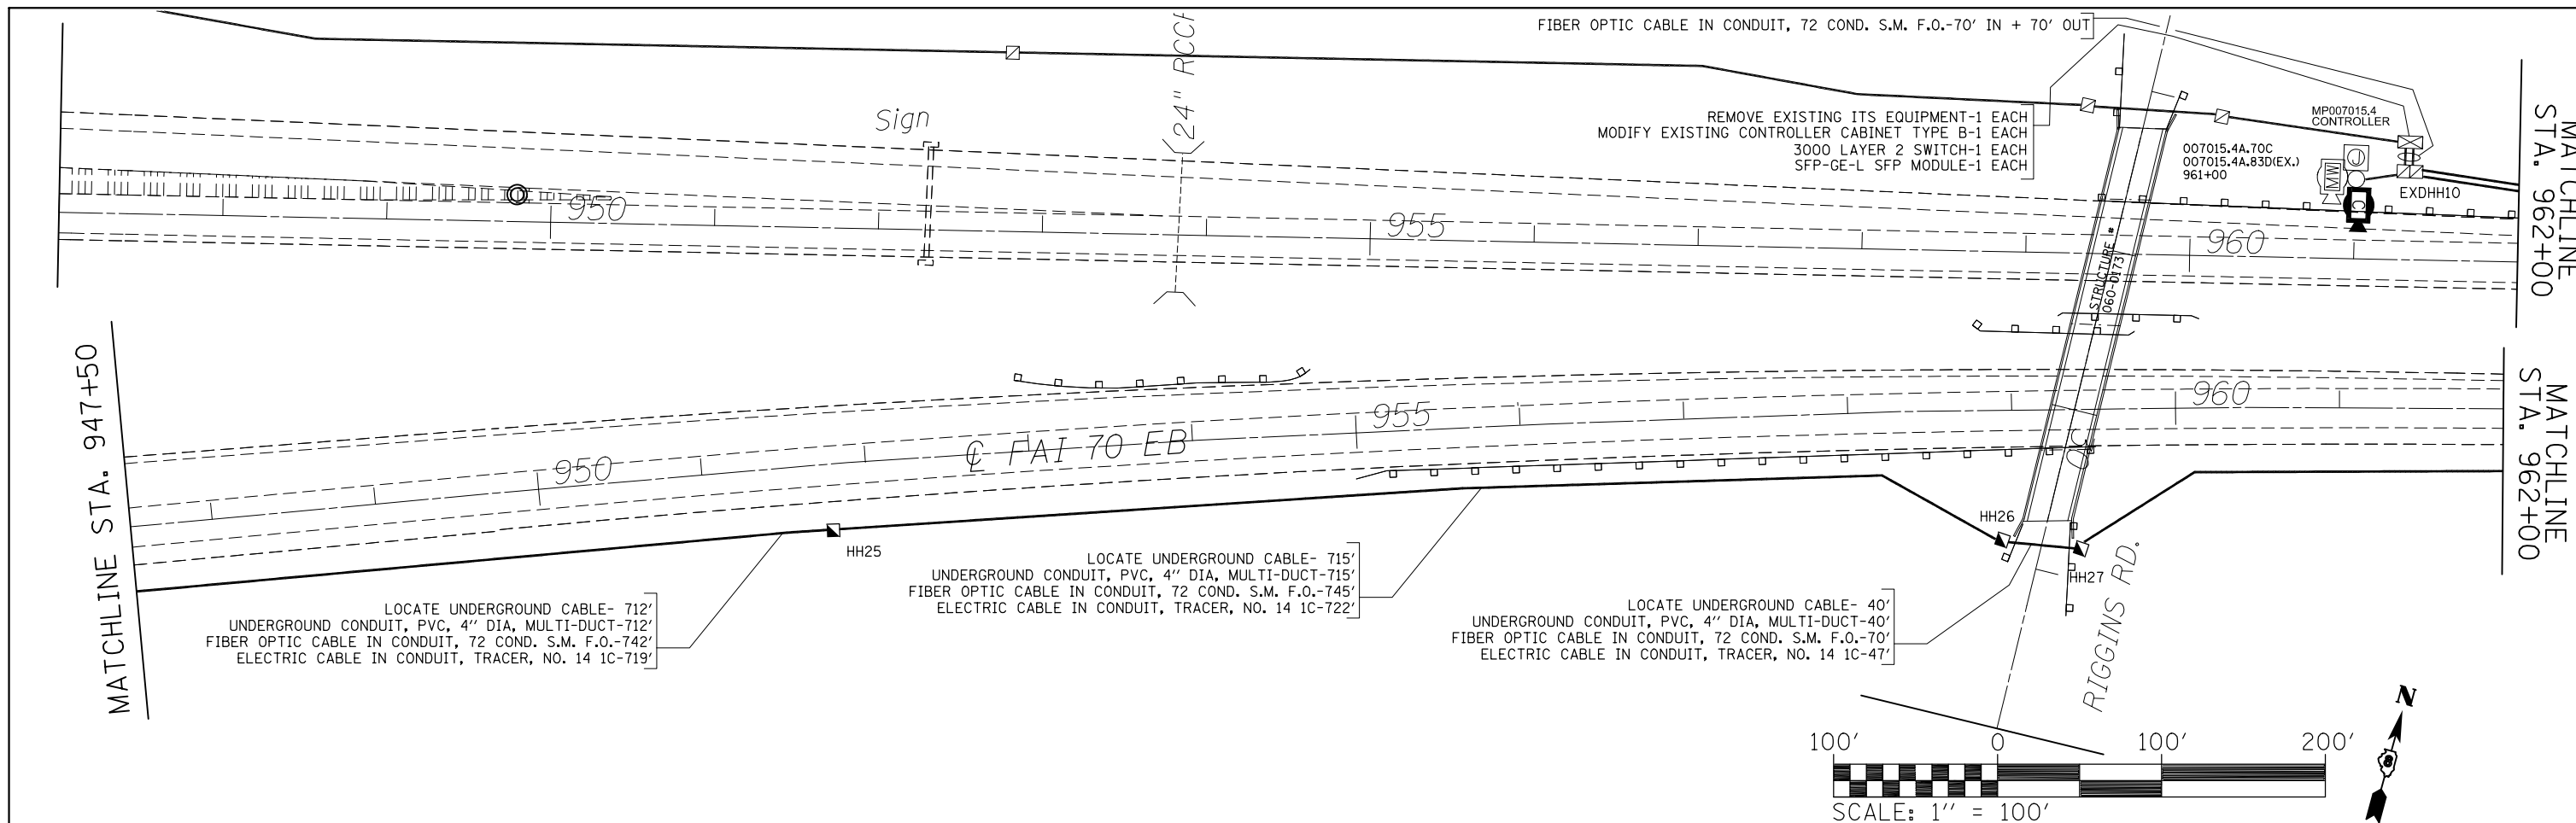 FIBER OPTIC CABLE IN CONDUIT, 72 COND. S.M. F.O.-70' IN + 70' OUT
24" RCCP
Sign
REMOVE EXISTING ITS EQUIPMENT-1 EACH
MODIFY EXISTING CONTROLLER CABINET TYPE B-1 EACH
3000 LAYER 2 SWITCH-1 EACH
SFP-GE-L SFP MODULE-1 EACH
MP007015.4
CONTROLLER
007015.4A.70C
007015.4A.83D(EX.)
961+00
J
MW
C
EXDHH10
MATCHLINE
STA. 962+00
950
955
960
STRUCTURE #
060-0173
MATCHLINE STA. 947+50
950
℄ FAI 70 EB
955
960
30
MATCHLINE
STA. 962+00
HH25
HH26
HH27
LOCATE UNDERGROUND CABLE- 712'
UNDERGROUND CONDUIT, PVC, 4'' DIA, MULTI-DUCT-712'
FIBER OPTIC CABLE IN CONDUIT, 72 COND. S.M. F.O.-742'
ELECTRIC CABLE IN CONDUIT, TRACER, NO. 14 1C-719'
LOCATE UNDERGROUND CABLE- 715'
UNDERGROUND CONDUIT, PVC, 4'' DIA, MULTI-DUCT-715'
FIBER OPTIC CABLE IN CONDUIT, 72 COND. S.M. F.O.-745'
ELECTRIC CABLE IN CONDUIT, TRACER, NO. 14 1C-722'
LOCATE UNDERGROUND CABLE- 40'
UNDERGROUND CONDUIT, PVC, 4'' DIA, MULTI-DUCT-40'
FIBER OPTIC CABLE IN CONDUIT, 72 COND. S.M. F.O.-70'
ELECTRIC CABLE IN CONDUIT, TRACER, NO. 14 1C-47'
RIGGINS RD.
N
8
100' 0 100' 200'
SCALE: 1'' = 100'